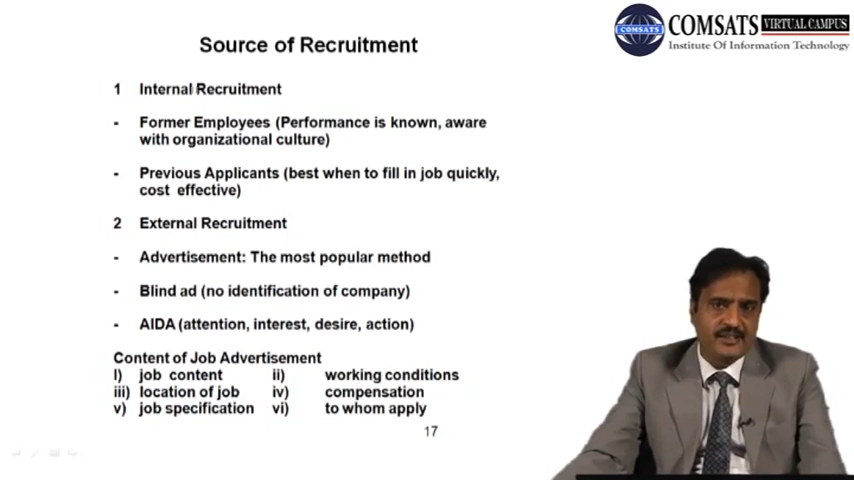 COMSATS
COMSATS VIRTUAL CAMPUS
Institute Of Information Technology
Source of Recruitment
1 Internal Recruitment
- Former Employees (Performance is known, aware
with organizational culture)
- Previous Applicants (best when to fill in job quickly,
cost effective)
2 External Recruitment
- Advertisement: The most popular method
- Blind ad (no identification of company)
- AIDA (attention, interest, desire, action)
Content of Job Advertisement
I) job content ii) working conditions
iii) location of job iv) compensation
v) job specification vi) to whom apply
17